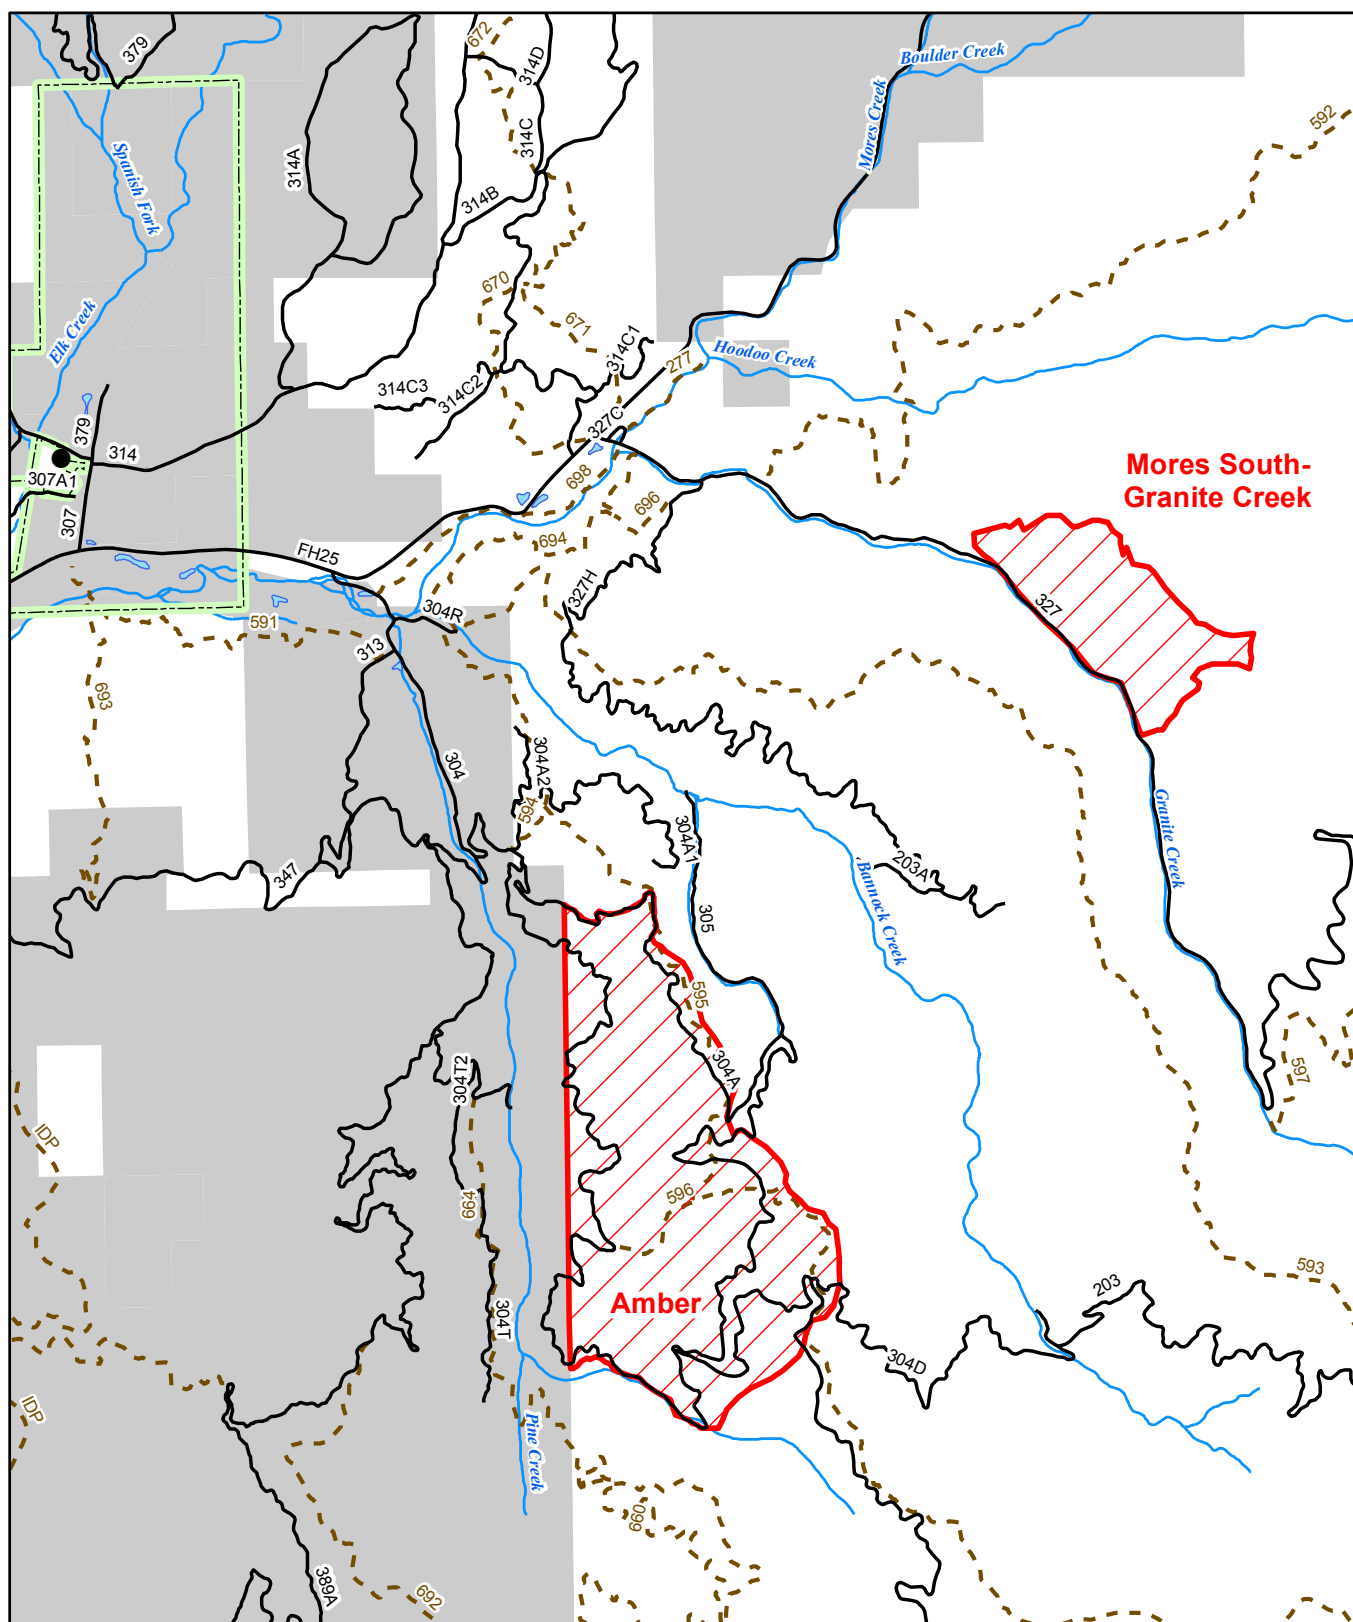 379
672
314D
Boulder Creek
Mores Creek
592
Spanish Fork
314A
314C
314B
670
671
Elk Creek
314C1
277
Hoodoo Creek
314C3
314C2
379
327C
314
307A1
698
696
Mores South-
Granite Creek
307
FH25
694
327H
327
591
304R
313
693
304
304A2
594
304A1
Granite Creek
203A
347
305
Bannock Creek
595
304A
304T2
597
IDP
664
596
593
203
Amber
304T
304D
IDP
Pine Creek
660
389A
692